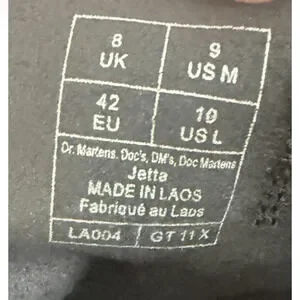 8 UK
9 US M
42 EU
10 US L
Dr. Martens. Doc's, DM's, Doc Martens
Jetta
MADE IN LAOS
Fabriqué au Laos
LA004 GT 11 X